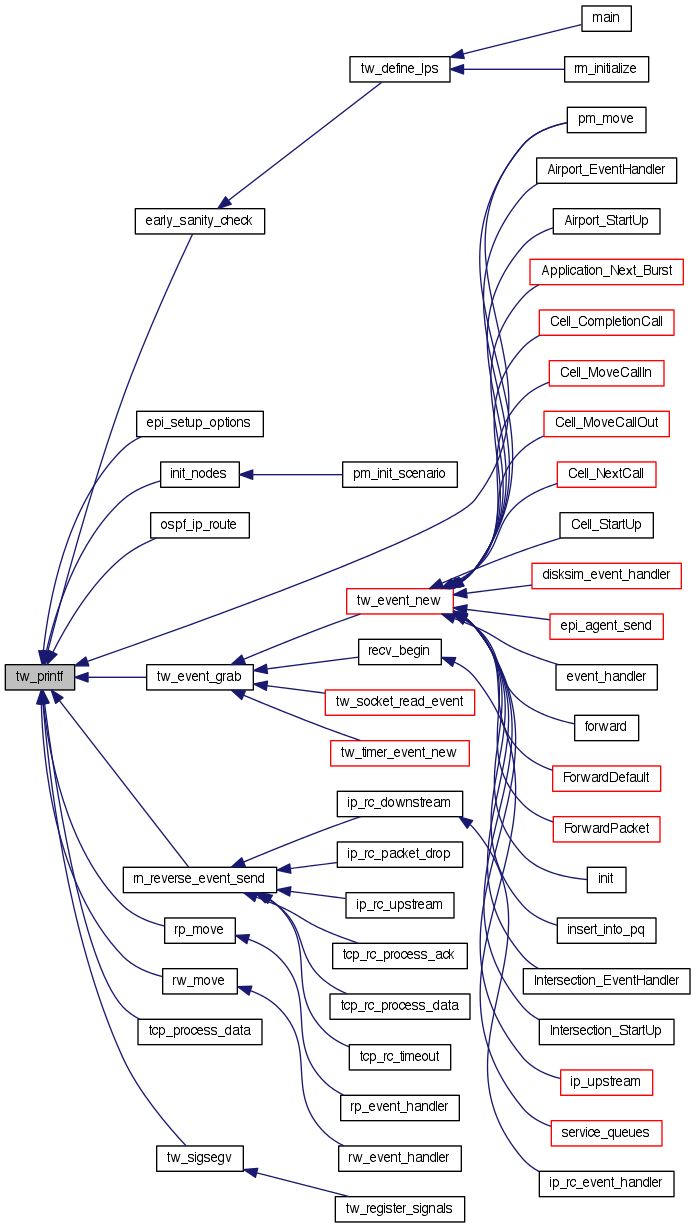 main
tw_define_lps
rm_initialize
pm_move
Airport_EventHandler
early_sanity_check
Airport_StartUp
Application_Next_Burst
Cell_CompletionCall
Cell_MoveCallIn
epi_setup_options
Cell_MoveCallOut
init_nodes
pm_init_scenario
Cell_NextCall
ospf_ip_route
Cell_StartUp
disksim_event_handler
tw_event_new
epi_agent_send
recv_begin
tw_printf
tw_event_grab
event_handler
tw_socket_read_event
forward
tw_timer_event_new
ForwardDefault
ip_rc_downstream
ForwardPacket
ip_rc_packet_drop
rn_reverse_event_send
init
ip_rc_upstream
rp_move
insert_into_pq
tcp_rc_process_ack
rw_move
Intersection_EventHandler
tcp_rc_process_data
tcp_process_data
Intersection_StartUp
tcp_rc_timeout
ip_upstream
rp_event_handler
service_queues
tw_sigsegv
rw_event_handler
ip_rc_event_handler
tw_register_signals